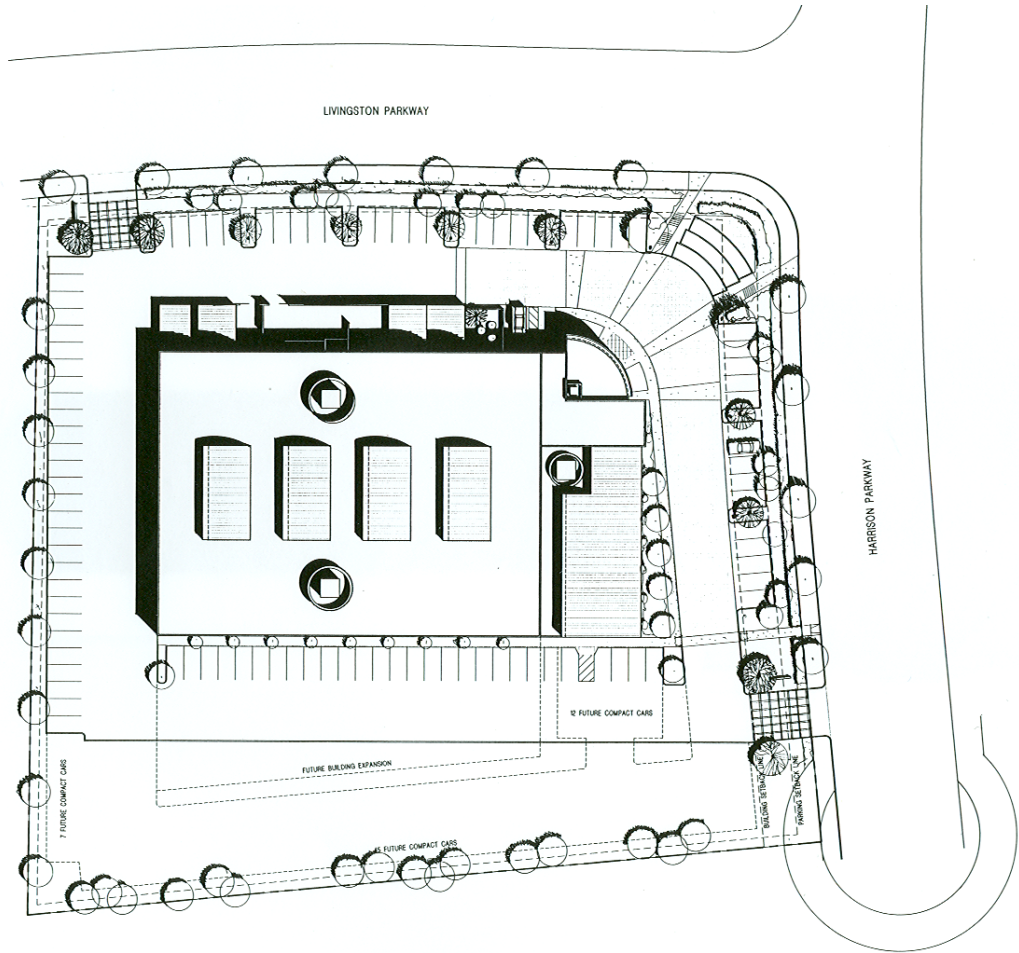 LIVINGSTON PARKWAY
HARRISON PARKWAY
12 FUTURE COMPACT CARS
FUTURE BUILDING EXPANSION
7 FUTURE COMPACT CARS
BUILDING SETBACK LINE
PARKING SETBACK LINE
FUTURE COMPACT CARS